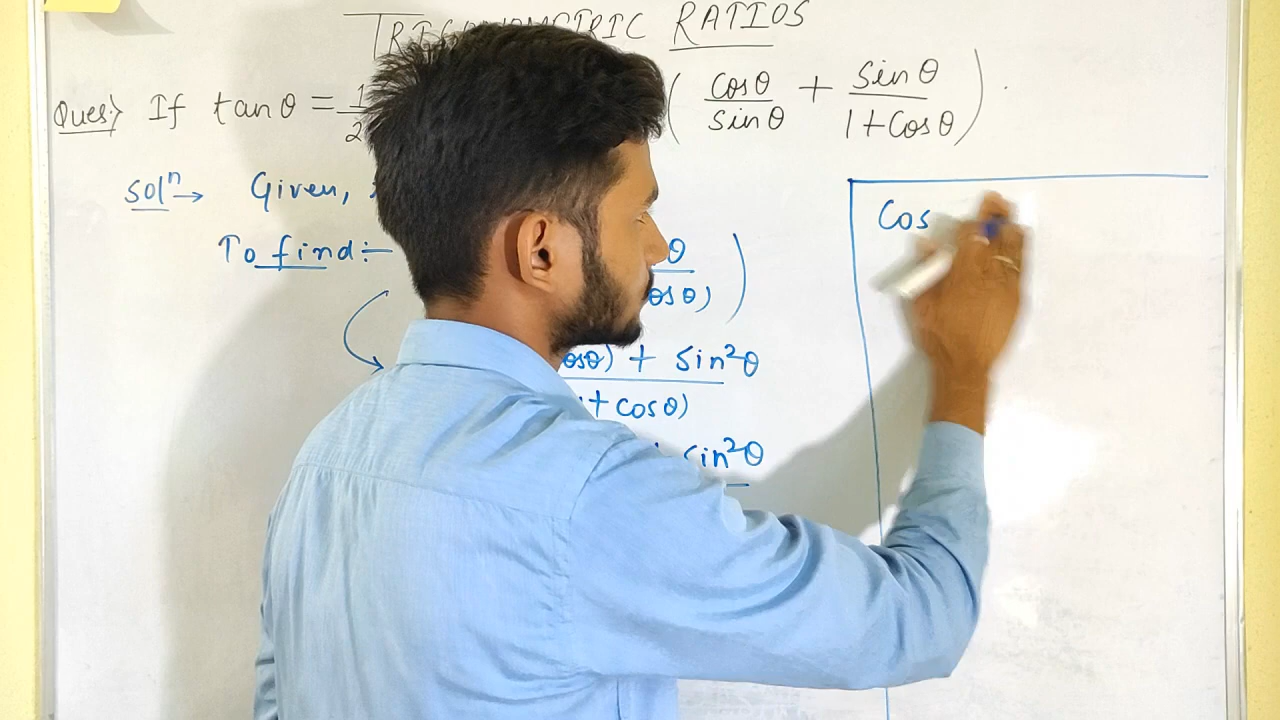 TRIGONOMETRIC RATIOS
Ques:> If tanθ = 1/2 ( cosθ/sinθ + sinθ/1+cosθ ) .
solⁿ→ Given,
To find:-
θ
osθ) )
osθ) + sin²θ
+ cosθ)
sin²θ
Cos